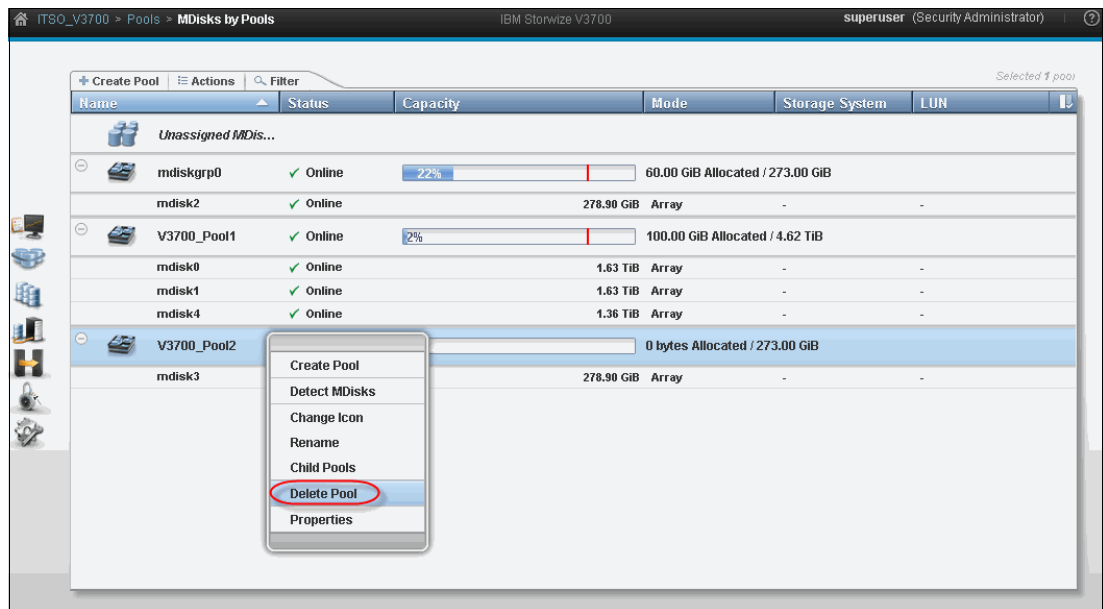 ITSO_V3700 > Pools > MDisks by Pools
IBM Storwize V3700
superuser (Security Administrator)
?
Create Pool Actions Filter
Selected 1 pool
Name Status Capacity Mode Storage System LUN
Unassigned MDis...
mdiskgrp0 ✓ Online 22% 60.00 GiB Allocated / 273.00 GiB
mdisk2 ✓ Online 278.90 GiB Array - -
V3700_Pool1 ✓ Online 2% 100.00 GiB Allocated / 4.62 TiB
mdisk0 ✓ Online 1.63 TiB Array - -
mdisk1 ✓ Online 1.63 TiB Array - -
mdisk4 ✓ Online 1.36 TiB Array - -
V3700_Pool2 0 bytes Allocated / 273.00 GiB
mdisk3 278.90 GiB Array - -
Create Pool
Detect MDisks
Change Icon
Rename
Child Pools
Delete Pool
Properties